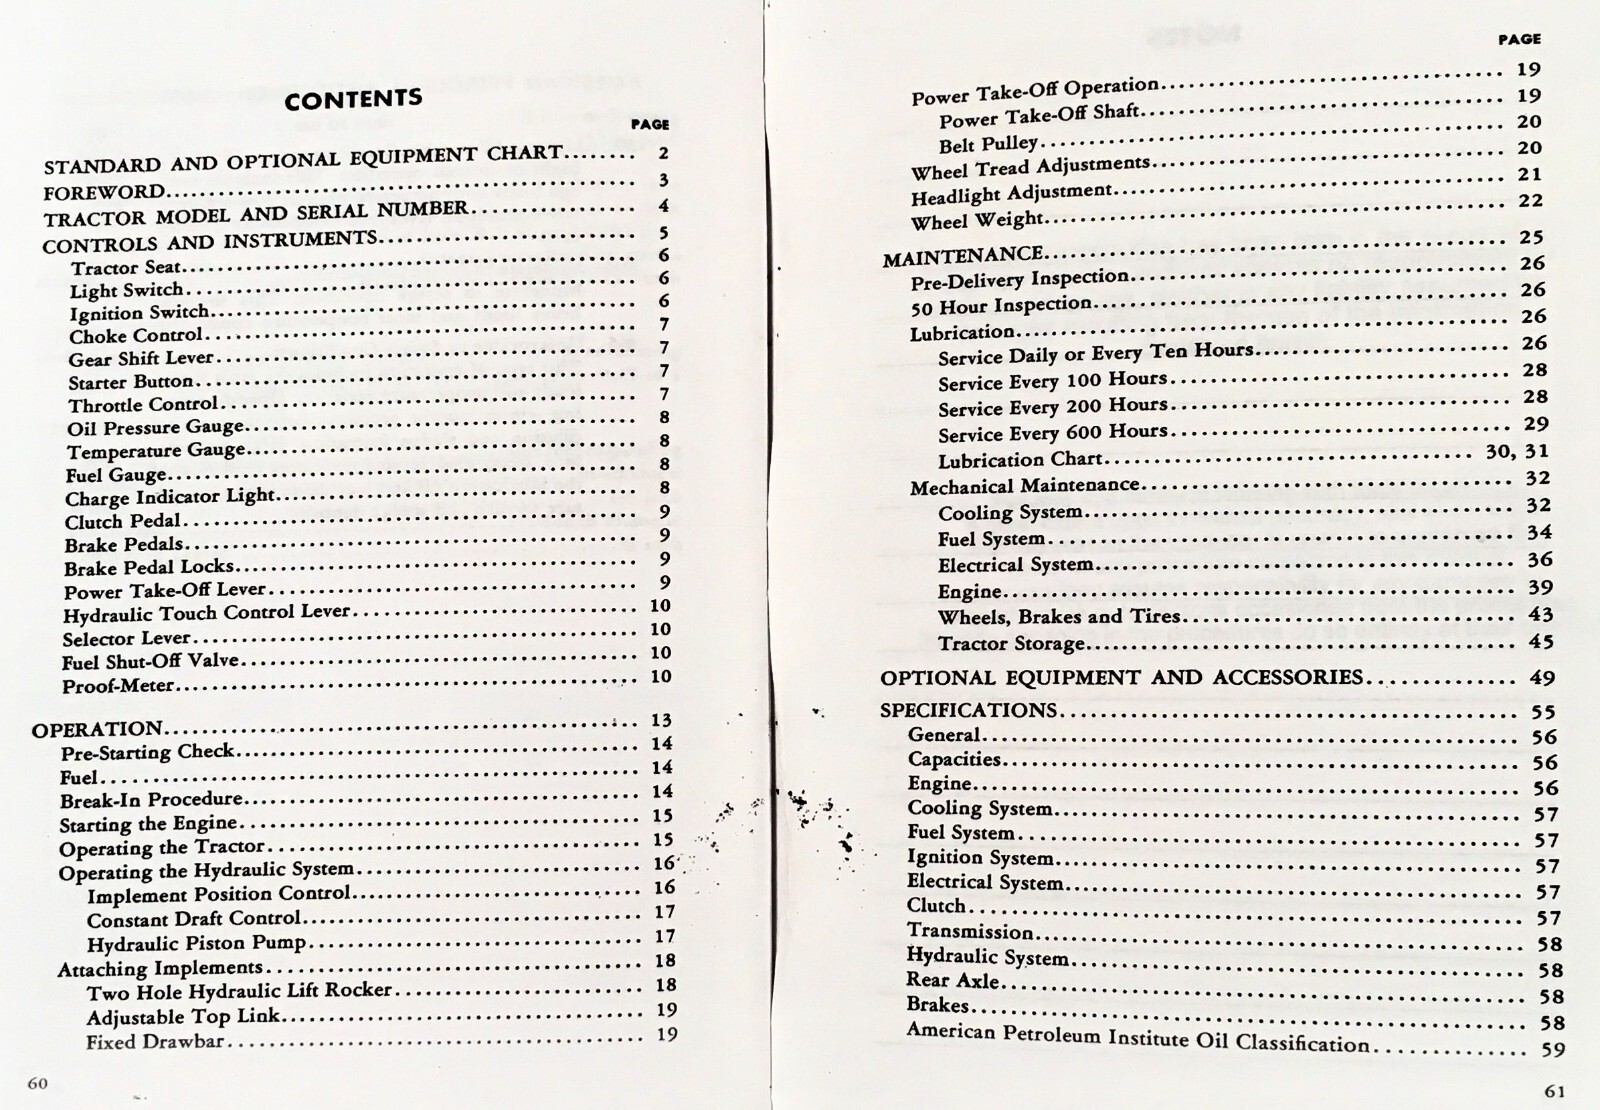 CONTENTS
PAGE
STANDARD AND OPTIONAL EQUIPMENT CHART........ 2
FOREWORD........ 3
TRACTOR MODEL AND SERIAL NUMBER........ 4
CONTROLS AND INSTRUMENTS........ 5
Tractor Seat........ 6
Light Switch........ 6
Ignition Switch........ 6
Choke Control........ 7
Gear Shift Lever........ 7
Starter Button........ 7
Throttle Control........ 7
Oil Pressure Gauge........ 8
Temperature Gauge........ 8
Fuel Gauge........ 8
Charge Indicator Light........ 8
Clutch Pedal........ 9
Brake Pedals........ 9
Brake Pedal Locks........ 9
Power Take-Off Lever........ 9
Hydraulic Touch Control Lever........ 10
Selector Lever........ 10
Fuel Shut-Off Valve........ 10
Proof-Meter........ 10
OPERATION........ 13
Pre-Starting Check........ 14
Fuel........ 14
Break-In Procedure........ 14
Starting the Engine........ 15
Operating the Tractor........ 15
Operating the Hydraulic System........ 16
Implement Position Control........ 16
Constant Draft Control........ 17
Hydraulic Piston Pump........ 17
Attaching Implements........ 18
Two Hole Hydraulic Lift Rocker........ 18
Adjustable Top Link........ 19
Fixed Drawbar........ 19
60
PAGE
Power Take-Off Operation........ 19
Power Take-Off Shaft........ 19
Belt Pulley........ 20
Wheel Tread Adjustments........ 20
Headlight Adjustment........ 21
Wheel Weight........ 22
MAINTENANCE........ 25
Pre-Delivery Inspection........ 26
50 Hour Inspection........ 26
Lubrication........ 26
Service Daily or Every Ten Hours........ 26
Service Every 100 Hours........ 28
Service Every 200 Hours........ 28
Service Every 600 Hours........ 29
Lubrication Chart........ 30, 31
Mechanical Maintenance........ 32
Cooling System........ 32
Fuel System........ 34
Electrical System........ 36
Engine........ 39
Wheels, Brakes and Tires........ 43
Tractor Storage........ 45
OPTIONAL EQUIPMENT AND ACCESSORIES........ 49
SPECIFICATIONS........ 55
General........ 56
Capacities........ 56
Engine........ 56
Cooling System........ 57
Fuel System........ 57
Ignition System........ 57
Electrical System........ 57
Clutch........ 57
Transmission........ 58
Hydraulic System........ 58
Rear Axle........ 58
Brakes........ 58
American Petroleum Institute Oil Classification........ 59
61